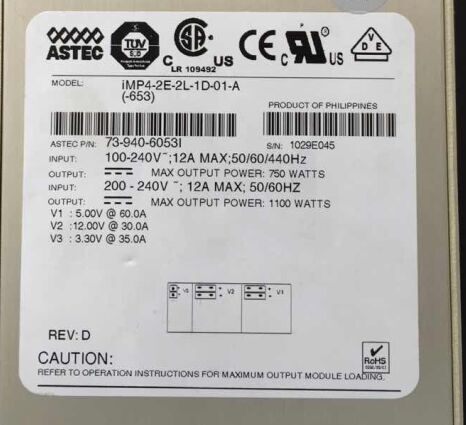 ASTEC
TUV
C US
LR 109492
CE
C US
VDE
MODEL: iMP4-2E-2L-1D-01-A
(-653)
PRODUCT OF PHILIPPINES
ASTEC P/N: 73-940-6053I S/N: 1029E045
INPUT: 100-240V~;12A MAX;50/60/440Hz
OUTPUT: MAX OUTPUT POWER: 750 WATTS
INPUT: 200 - 240V~; 12A MAX; 50/60HZ
OUTPUT: MAX OUTPUT POWER: 1100 WATTS
V1 : 5.00V @ 60.0A
V2 : 12.00V @ 30.0A
V3 : 3.30V @ 35.0A
V3 V2 V1
REV: D
CAUTION:
RoHS
REFER TO OPERATION INSTRUCTIONS FOR MAXIMUM OUTPUT MODULE LOADING.